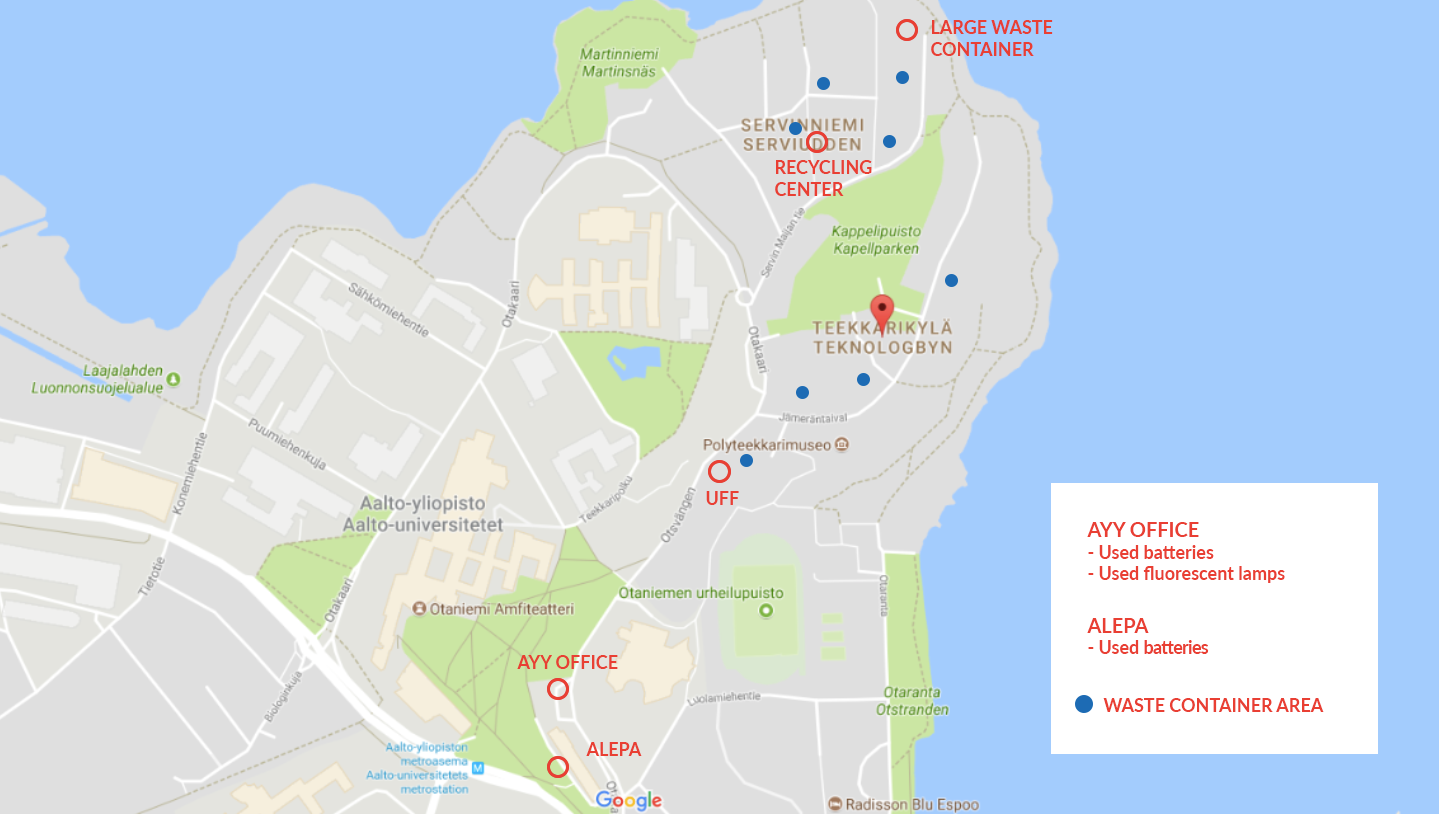 LARGE WASTE
CONTAINER
Martinniemi
Martinsnäs
SERVINNIEMI
SERVIUDDEN
RECYCLING
CENTER
Servin Maijan tie
Kappelipuisto
Kapellparken
Sähkömiehentie
Otakaari
Otakaari
TEEKKARIKYLÄ
TEKNOLOGBYN
Laajalahden
Luonnonsuojelualue
Puumiehenkuja
Konemiehentie
Jämeräntaival
Polyteekkarimuseo
UFF
Aalto-yliopisto
Aalto-universitetet
Teekkaripolku
Otsvängen
Tietotie
Otakaari
Otaniemi Amfiteatteri
Otaniemen urheilupuisto
Otaranta
AYY OFFICE
- Used batteries
- Used fluorescent lamps
ALEPA
- Used batteries
WASTE CONTAINER AREA
AYY OFFICE
Biologinkuja
Luolamiehentie
Otaranta
Otstranden
ALEPA
Aalto-yliopiston
metroasema
Aalto-universitetets
metrostation
M
Google
Radisson Blu Espoo